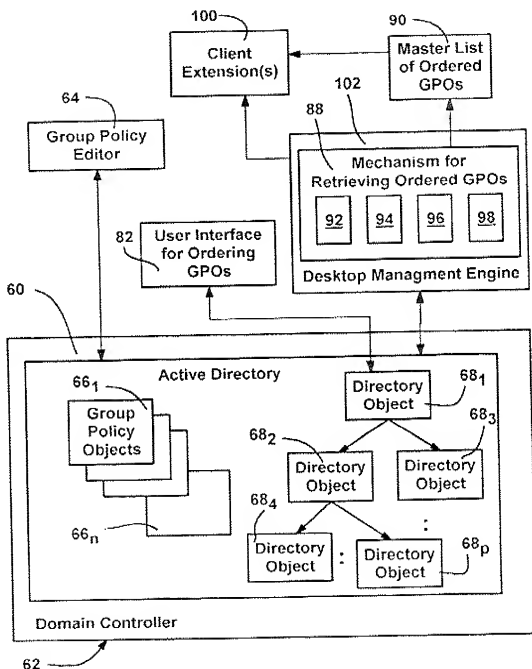 100
90
Client
Extension(s)
Master List
of Ordered
GPOs
64
102
Group Policy
Editor
88
Mechanism for
Retrieving Ordered GPOs
92 94 96 98
82
User Interface
for Ordering
GPOs
Desktop Managment Engine
60
Active Directory
66₁
Group
Policy
Objects
Directory
Object
68₁
68₂
68₃
Directory
Object
Directory
Object
66n
68₄
Directory
Object
:
:
Directory
Object
68p
Domain Controller
62